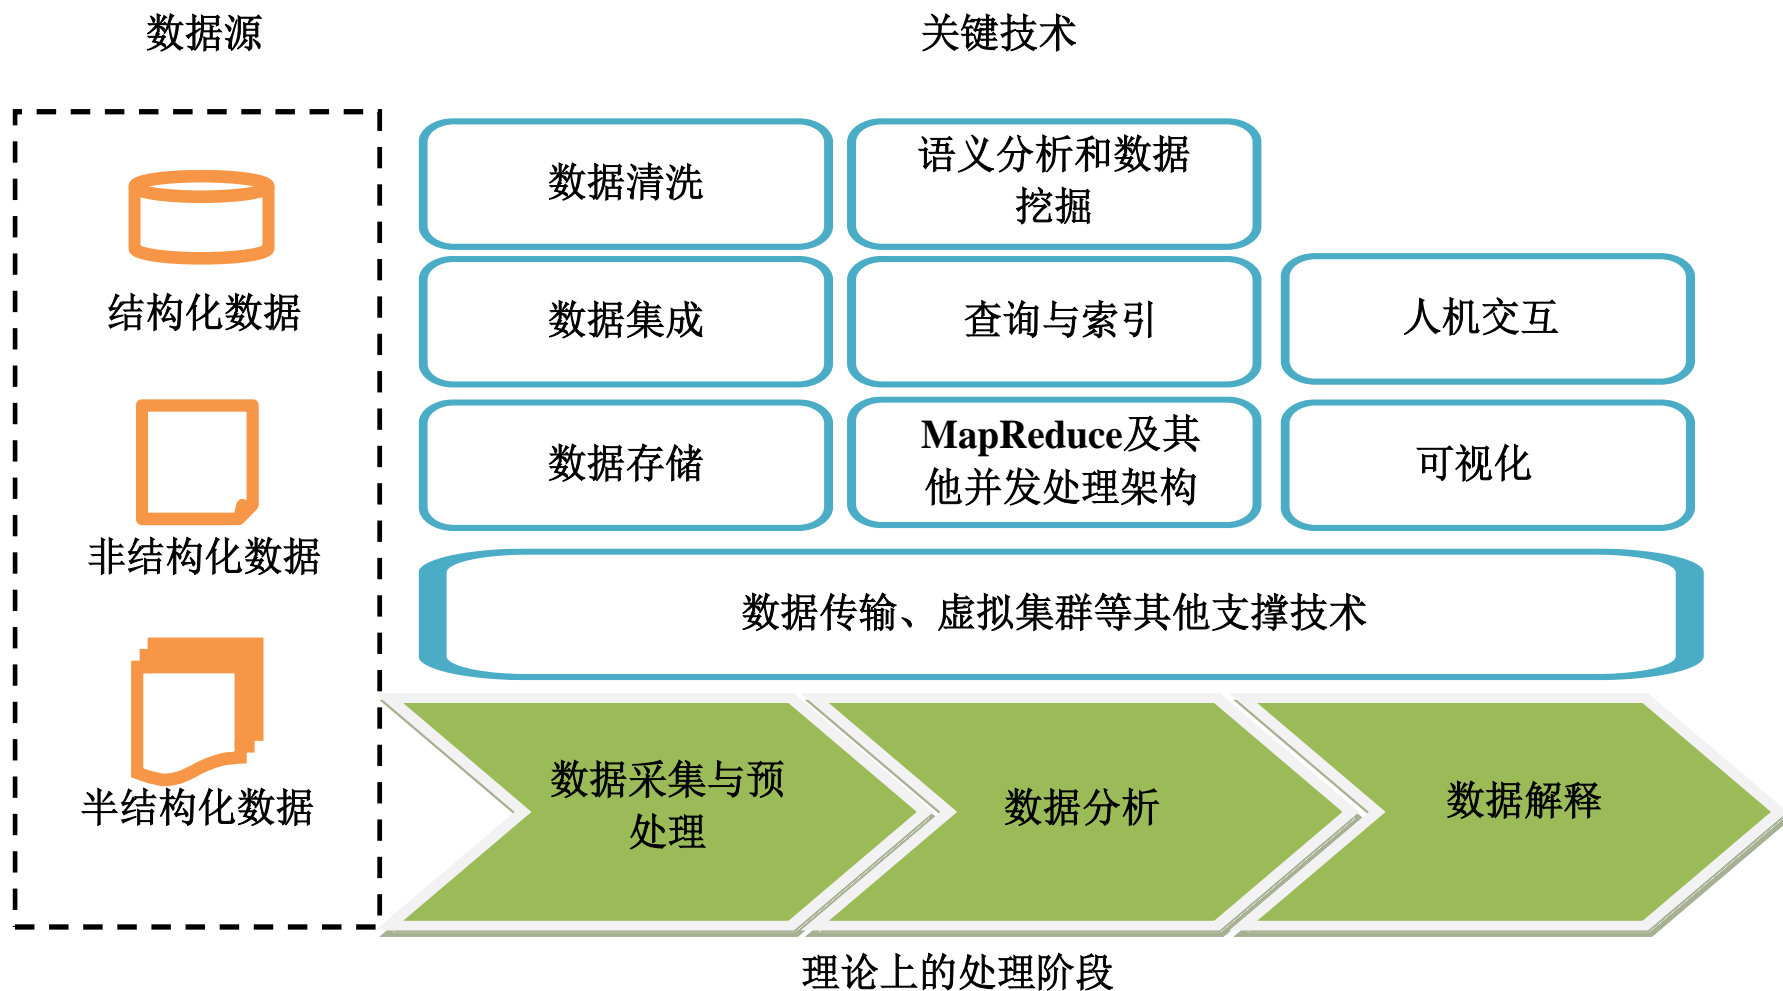 数据源
关键技术
结构化数据
非结构化数据
半结构化数据
数据清洗
语义分析和数据
挖掘
数据集成
查询与索引
人机交互
数据存储
MapReduce及其
他并发处理架构
可视化
数据传输、虚拟集群等其他支撑技术
数据采集与预
处理
数据分析
数据解释
理论上的处理阶段